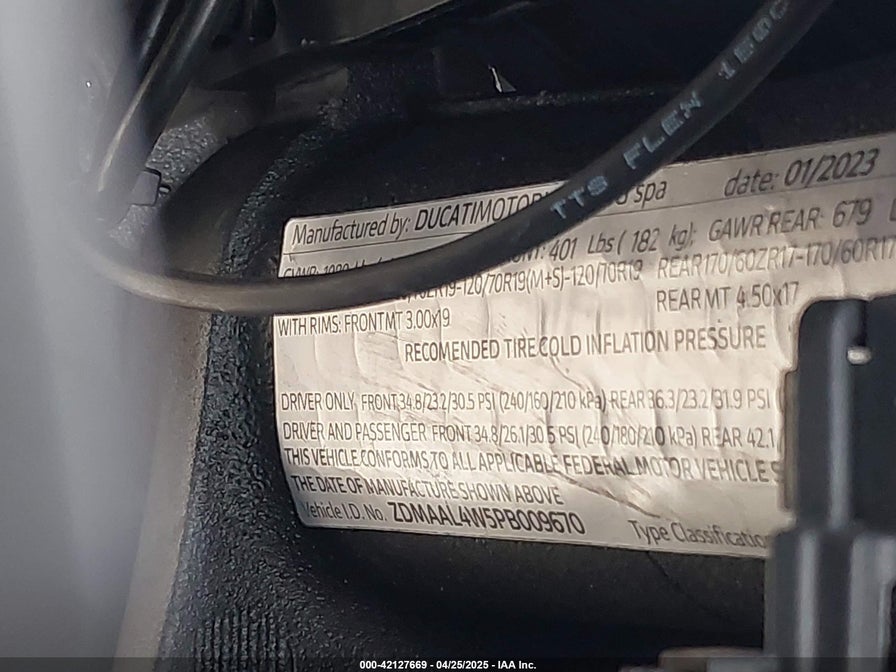 TTS FLEX
Manufactured by: DUCATIMOTOR spa date: 01/2023
401 Lbs ( 182 kg); GAWR REAR: 679
-120/70R19(M+S)-120/70R19 REAR170/60ZR17-170/60R17
WITH RIMS: FRONT MT 3.00x19 REAR MT 4.50x17
RECOMENDED TIRE COLD INFLATION PRESSURE
DRIVER ONLY, FRONT 34.8/23.2/30.5 PSI (240/160/210 kPa) REAR 36.3/23.2/31.9 PSI
DRIVER AND PASSENGER FRONT 34.8/26.1/30.5 PSI (240/180/210 kPa) REAR 42.1
THIS VEHICLE CONFORMS TO ALL APPLICABLE FEDERAL MOTOR VEHICLE S
THE DATE OF MANUFACTURE SHOWN ABOVE
Vehicle I.D. No. ZDMAAL4W5PB009670 Type Classification
000-42127669 - 04/25/2025 - IAA Inc.